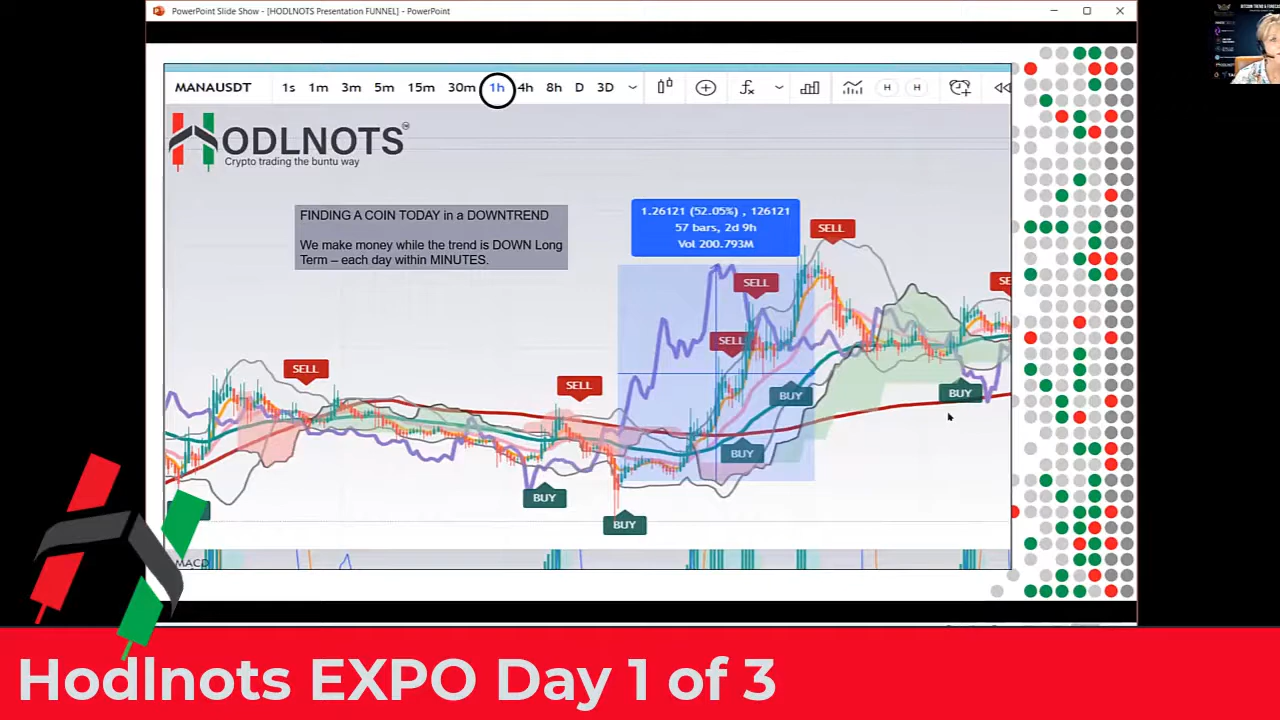 PowerPoint Slide Show - [HODLNOTS Presentation FUNNEL] - PowerPoint
MANAUSDT 1s 1m 3m 5m 15m 30m 1h 4h 8h D 3D H H
HODLNOTS
Crypto trading the buntu way
FINDING A COIN TODAY in a DOWNTREND
We make money while the trend is DOWN Long
Term – each day within MINUTES.
1.26121 (52.05%) , 126121
57 bars, 2d 9h
Vol 200.793M
SELL
SELL
SE
SELL
SELL
SELL
BUY
BUY
BUY
BUY
BUY
MACD
Hodlnots EXPO Day 1 of 3